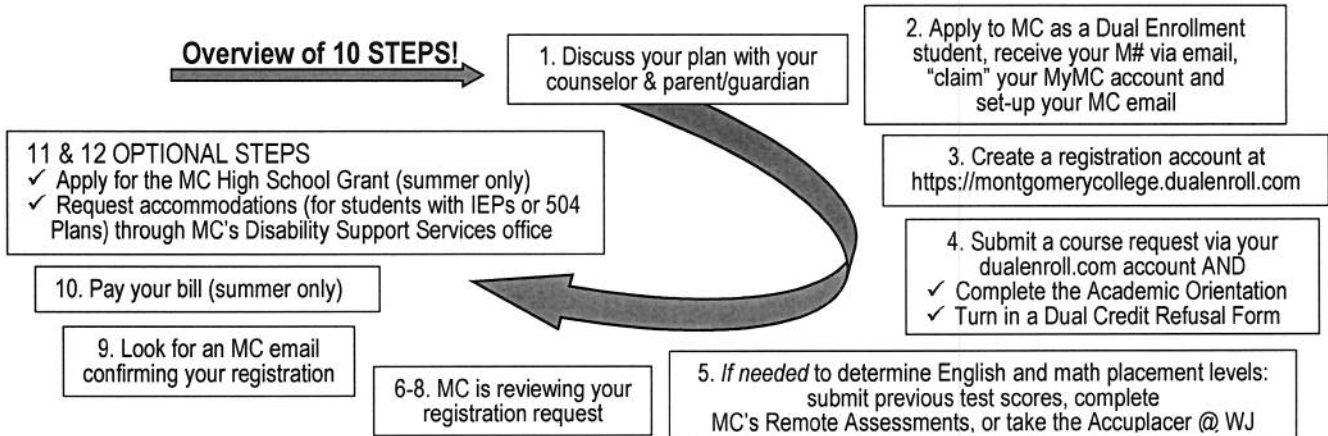 Overview of 10 STEPS!
1. Discuss your plan with your
counselor & parent/guardian
2. Apply to MC as a Dual Enrollment
student, receive your M# via email,
“claim” your MyMC account and
set-up your MC email
3. Create a registration account at
https://montgomerycollege.dualenroll.com
4. Submit a course request via your
dualenroll.com account AND
✓ Complete the Academic Orientation
✓ Turn in a Dual Credit Refusal Form
5. If needed to determine English and math placement levels:
submit previous test scores, complete
MC's Remote Assessments, or take the Accuplacer @ WJ
6-8. MC is reviewing your
registration request
9. Look for an MC email
confirming your registration
10. Pay your bill (summer only)
11 & 12 OPTIONAL STEPS
✓ Apply for the MC High School Grant (summer only)
✓ Request accommodations (for students with IEPs or 504
Plans) through MC's Disability Support Services office